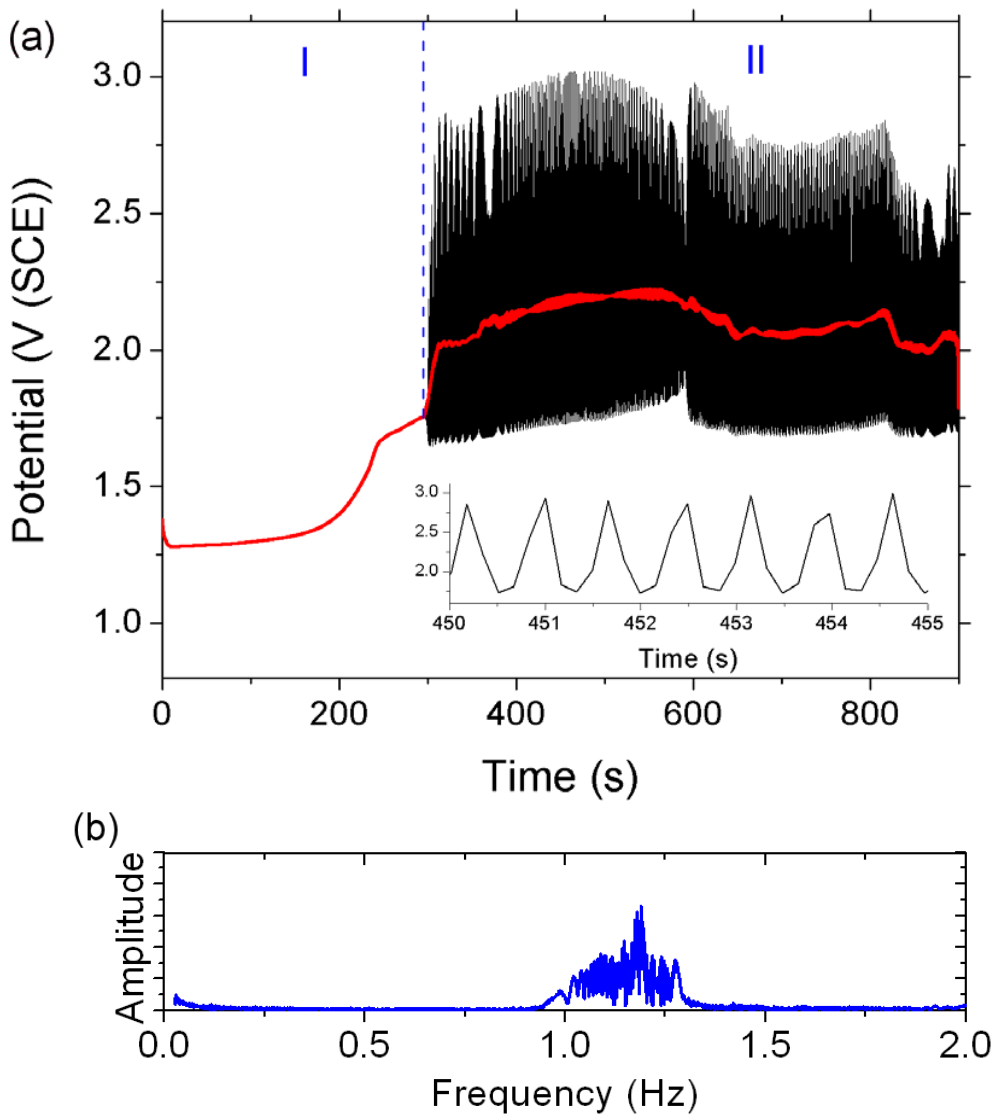 (a)
I
II
3.0
2.5
2.0
1.5
1.0
Potential (V (SCE))
3.0
2.5
2.0
450 451 452 453 454 455
Time (s)
0 200 400 600 800
Time (s)
(b)
Amplitude
0.0 0.5 1.0 1.5 2.0
Frequency (Hz)